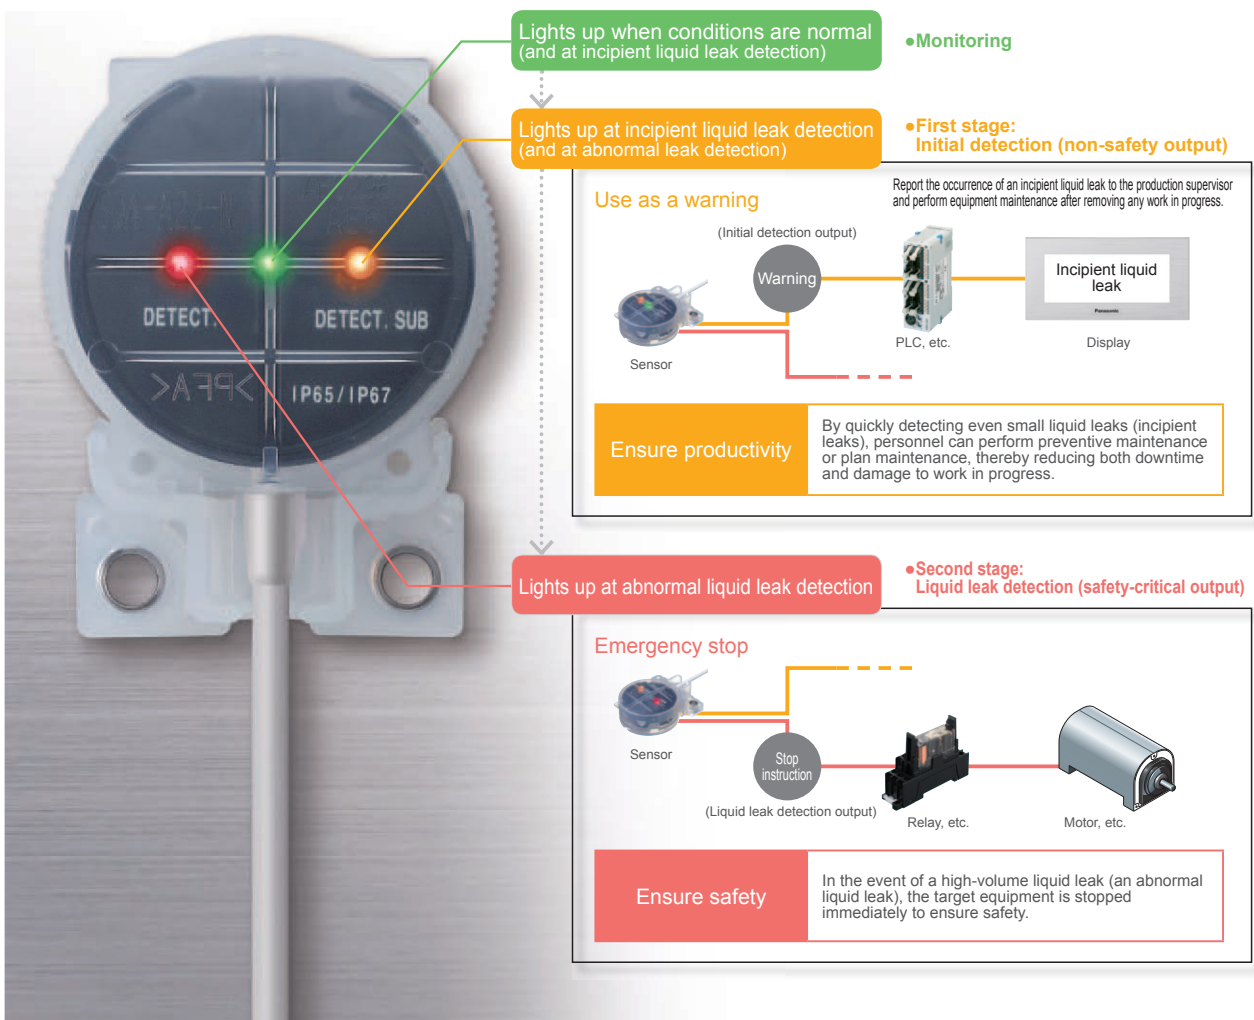 Lights up when conditions are normal
(and at incipient liquid leak detection)
●Monitoring
Lights up at incipient liquid leak detection
(and at abnormal leak detection)
●First stage:
Initial detection (non-safety output)
Use as a warning
Report the occurrence of an incipient liquid leak to the production supervisor
and perform equipment maintenance after removing any work in progress.
(Initial detection output)
Warning
Incipient liquid
leak
Panasonic
Sensor
PLC, etc.
Display
Ensure productivity
By quickly detecting even small liquid leaks (incipient
leaks), personnel can perform preventive maintenance
or plan maintenance, thereby reducing both downtime
and damage to work in progress.
DETECT.
DETECT. SUB
>PFA<
IP65/IP67
Lights up at abnormal liquid leak detection
●Second stage:
Liquid leak detection (safety-critical output)
Emergency stop
Sensor
Stop
instruction
(Liquid leak detection output)
Relay, etc.
Motor, etc.
Ensure safety
In the event of a high-volume liquid leak (an abnormal
liquid leak), the target equipment is stopped
immediately to ensure safety.